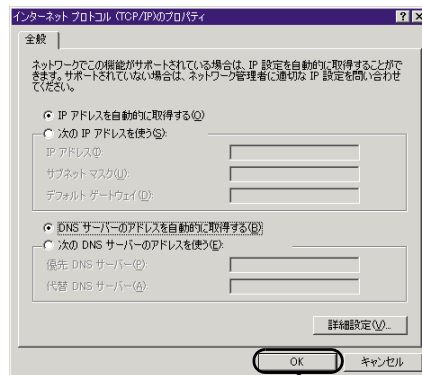 インターネット プロトコル (TCP/IP)のプロパティ
全般
ネットワークでこの機能がサポートされている場合は、IP 設定を自動的に取得することがで
きます。サポートされていない場合は、ネットワーク管理者に適切な IP 設定を問い合わせ
てください。
IP アドレスを自動的に取得する(O)
次の IP アドレスを使う(S):
IP アドレス(I):
サブネット マスク(U):
デフォルト ゲートウェイ(D):
DNS サーバーのアドレスを自動的に取得する(B)
次の DNS サーバーのアドレスを使う(E):
優先 DNS サーバー(P):
代替 DNS サーバー(A):
詳細設定(V)...
OK
キャンセル